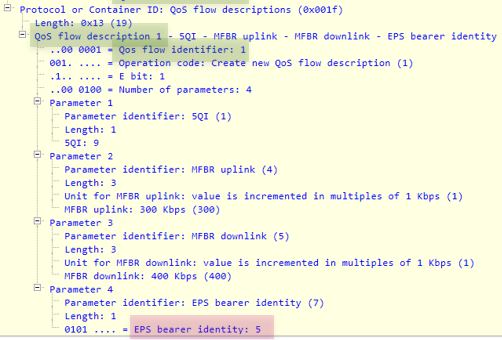 Protocol or Container ID: QoS flow descriptions (0x001f)
Length: 0x13 (19)
QoS flow description 1 - 5QI - MFBR uplink - MFBR downlink - EPS bearer identity
..00 0001 = Qos flow identifier: 1
001. .... = Operation code: Create new QoS flow description (1)
.1.. .... = E bit: 1
..00 0100 = Number of parameters: 4
Parameter 1
Parameter identifier: 5QI (1)
Length: 1
5QI: 9
Parameter 2
Parameter identifier: MFBR uplink (4)
Length: 3
Unit for MFBR uplink: value is incremented in multiples of 1 Kbps (1)
MFBR uplink: 300 Kbps (300)
Parameter 3
Parameter identifier: MFBR downlink (5)
Length: 3
Unit for MFBR downlink: value is incremented in multiples of 1 Kbps (1)
MFBR downlink: 400 Kbps (400)
Parameter 4
Parameter identifier: EPS bearer identity (7)
Length: 1
0101 .... = EPS bearer identity: 5